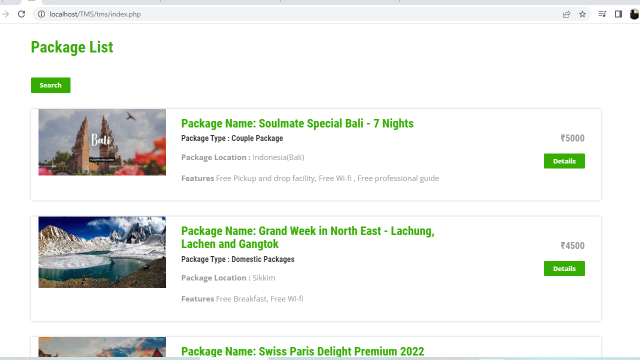 localhost/TMS/tms/index.php
Package List
Search
Bali
Package Name: Soulmate Special Bali - 7 Nights
Package Type : Couple Package
Package Location : Indonesia(Bali)
Features Free Pickup and drop facility, Free Wi-fi , Free professional guide
₹5000
Details
Package Name: Grand Week in North East - Lachung,
Lachen and Gangtok
Package Type : Domestic Packages
Package Location : Sikkim
Features Free Breakfast, Free Wi-fi
₹4500
Details
Package Name: Swiss Paris Delight Premium 2022